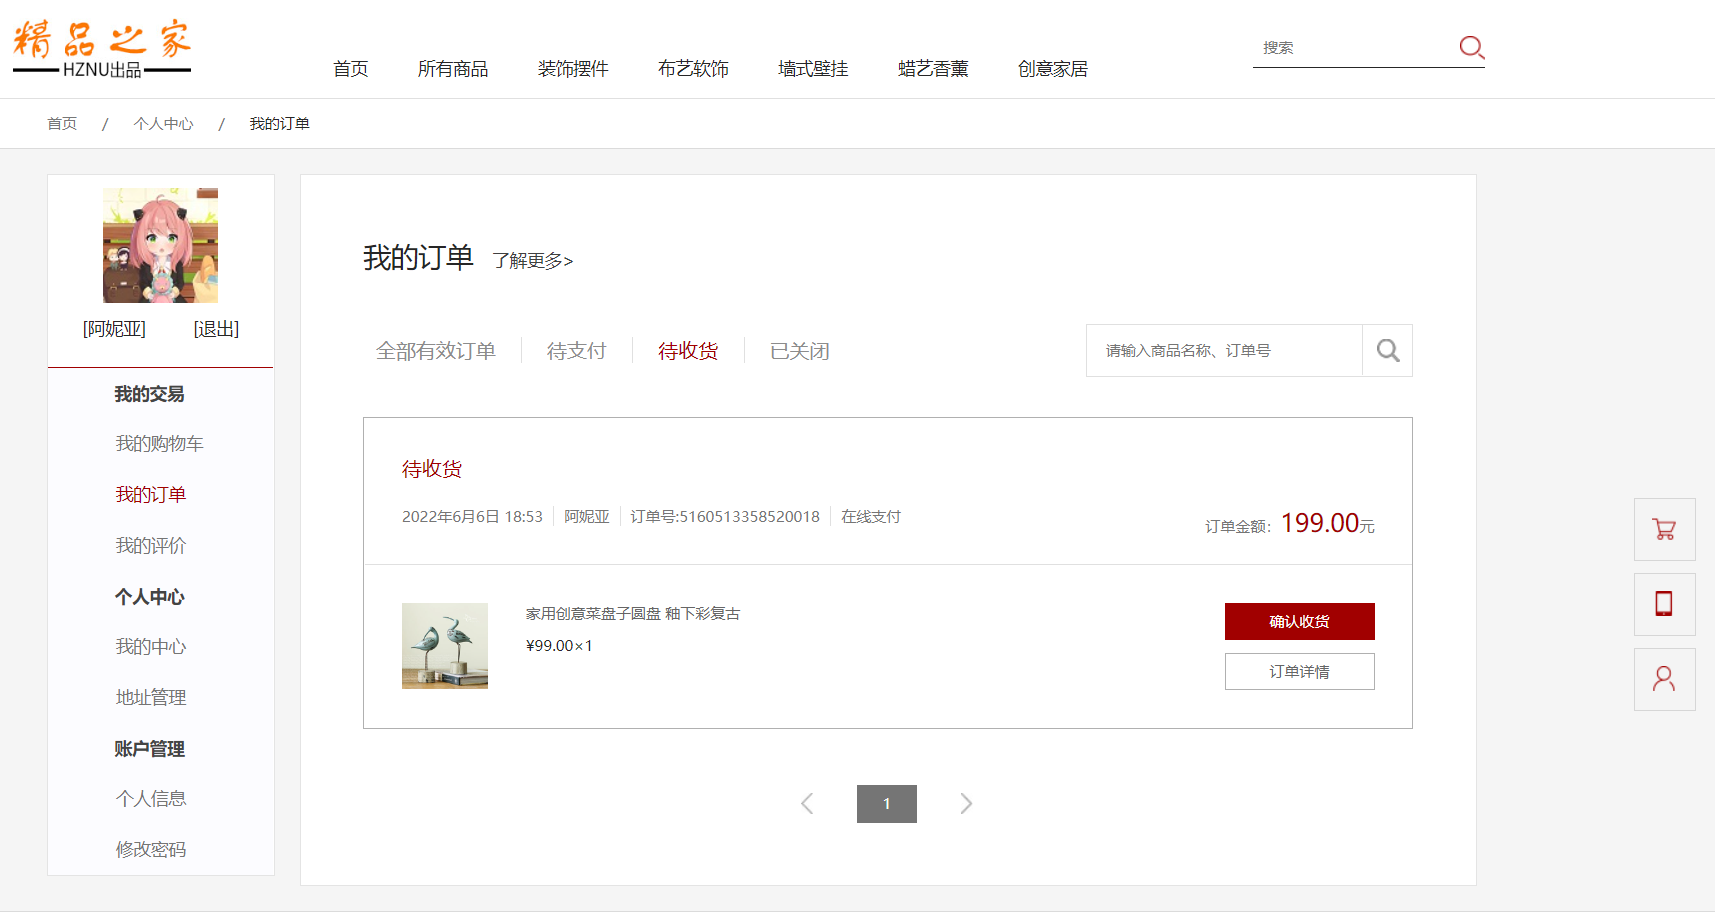 精品之家
HZNU出品
首页 所有商品 装饰摆件 布艺软饰 墙式壁挂 蜡艺香薰 创意家居
搜索
首页 / 个人中心 / 我的订单
[阿妮亚] [退出]
我的交易
我的购物车
我的订单
我的评价
个人中心
我的中心
地址管理
账户管理
个人信息
修改密码
我的订单 了解更多>
全部有效订单 待支付 待收货 已关闭
请输入商品名称、订单号
待收货
2022年6月6日 18:53 阿妮亚 订单号:5160513358520018 在线支付
订单金额：199.00元
家用创意菜盘子圆盘 釉下彩复古
¥99.00×1
确认收货
订单详情
1